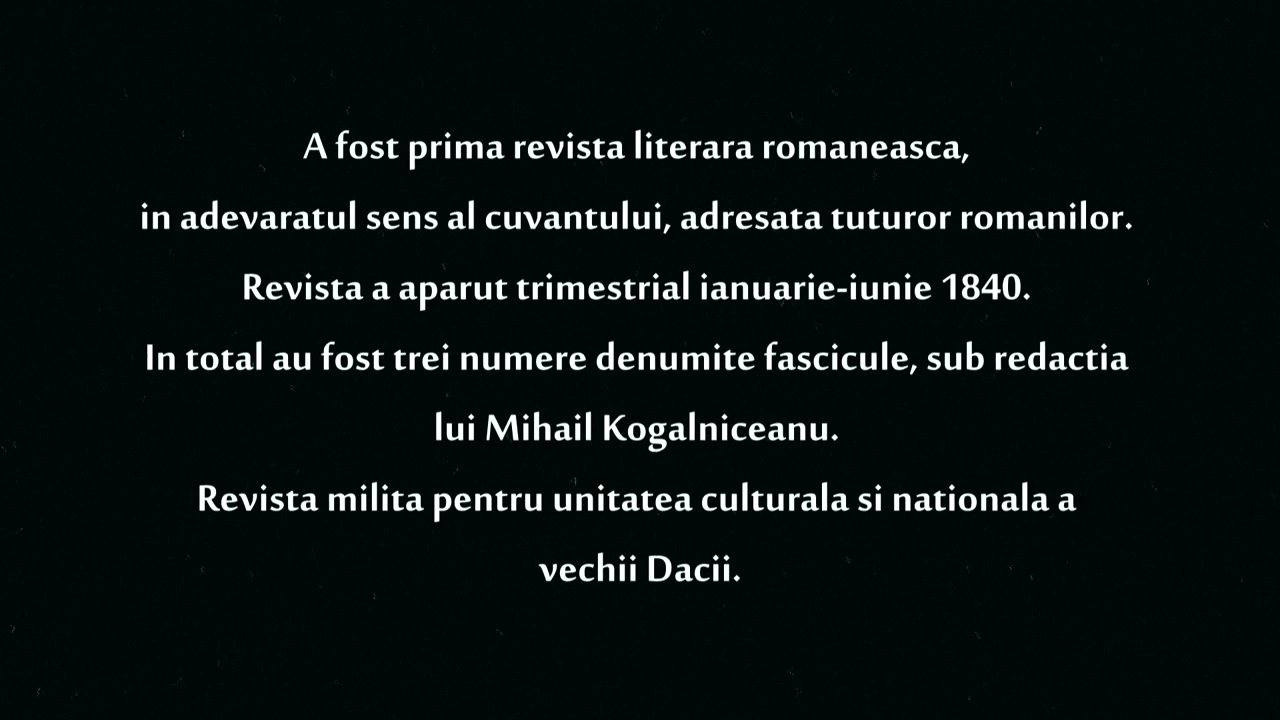 A fost prima revista literara romaneasca,
in adevaratul sens al cuvantului, adresata tuturor romanilor.
Revista a aparut trimestrial ianuarie-iunie 1840.
In total au fost trei numere denumite fascicule, sub redactia
lui Mihail Kogalniceanu.
Revista milita pentru unitatea culturala si nationala a
vechii Dacii.